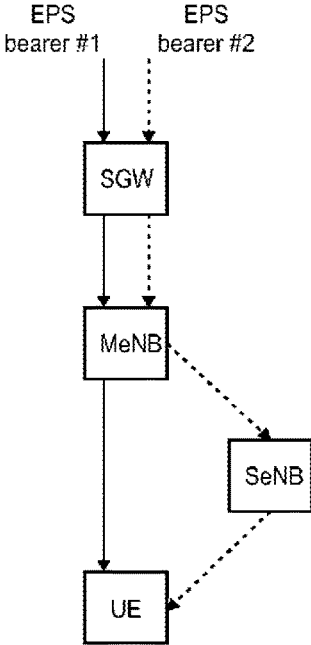 EPS
bearer #1
EPS
bearer #2
SGW
MeNB
SeNB
UE